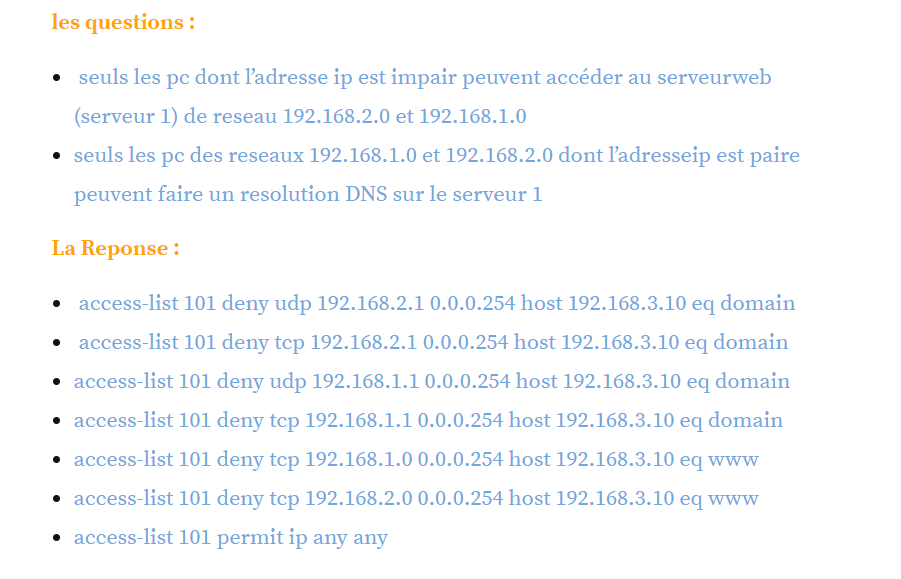 les questions :
seuls les pc dont l’adresse ip est impair peuvent accéder au serveurweb
(serveur 1) de reseau 192.168.2.0 et 192.168.1.0
seuls les pc des reseaux 192.168.1.0 et 192.168.2.0 dont l’adresseip est paire
peuvent faire un resolution DNS sur le serveur 1
La Reponse :
access-list 101 deny udp 192.168.2.1 0.0.0.254 host 192.168.3.10 eq domain
access-list 101 deny tcp 192.168.2.1 0.0.0.254 host 192.168.3.10 eq domain
access-list 101 deny udp 192.168.1.1 0.0.0.254 host 192.168.3.10 eq domain
access-list 101 deny tcp 192.168.1.1 0.0.0.254 host 192.168.3.10 eq domain
access-list 101 deny tcp 192.168.1.0 0.0.0.254 host 192.168.3.10 eq www
access-list 101 deny tcp 192.168.2.0 0.0.0.254 host 192.168.3.10 eq www
access-list 101 permit ip any any